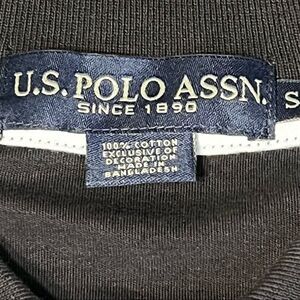 U.S. POLO ASSN.
SINCE 1890
S
100% COTTON
EXCLUSIVE OF
DECORATION
MADE IN
BANGLADESH